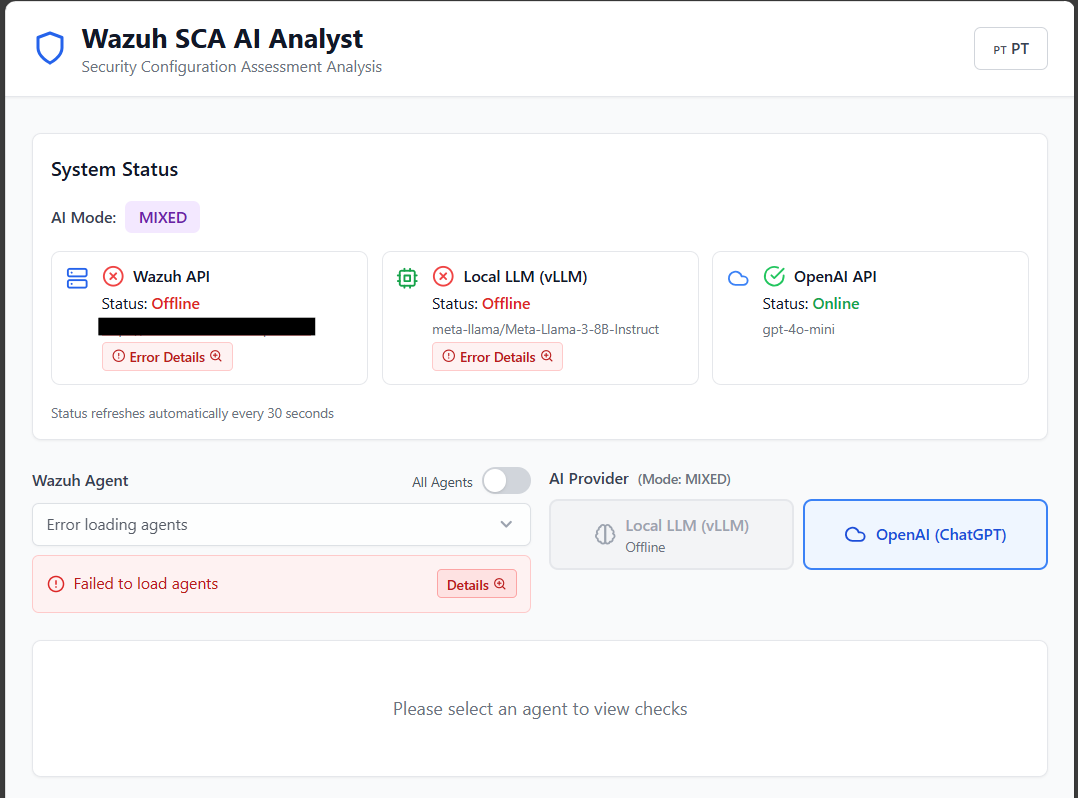 Wazuh SCA AI Analyst
Security Configuration Assessment Analysis
PT PT
System Status
AI Mode: MIXED
Wazuh API
Status: Offline
Error Details
Local LLM (vLLM)
Status: Offline
meta-llama/Meta-Llama-3-8B-Instruct
Error Details
OpenAI API
Status: Online
gpt-4o-mini
Status refreshes automatically every 30 seconds
Wazuh Agent
All Agents
Error loading agents
Failed to load agents
Details
AI Provider (Mode: MIXED)
Local LLM (vLLM)
Offline
OpenAI (ChatGPT)
Please select an agent to view checks